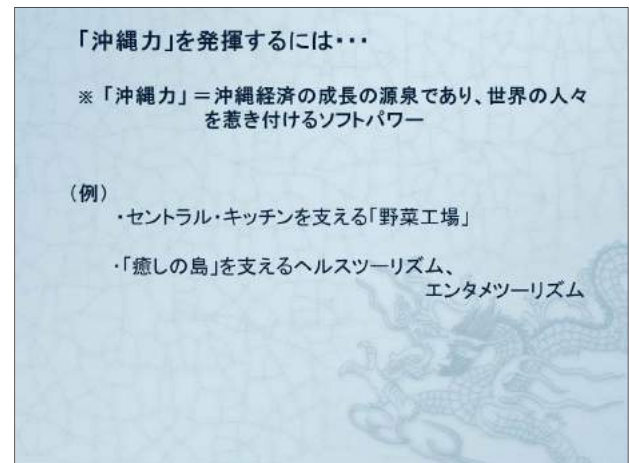 「沖縄力」を発揮するには・・・
※「沖縄力」＝沖縄経済の成長の源泉であり、世界の人々
を惹き付けるソフトパワー
（例）
・セントラル・キッチンを支える「野菜工場」
・「癒しの島」を支えるヘルスツーリズム、
エンタメツーリズム